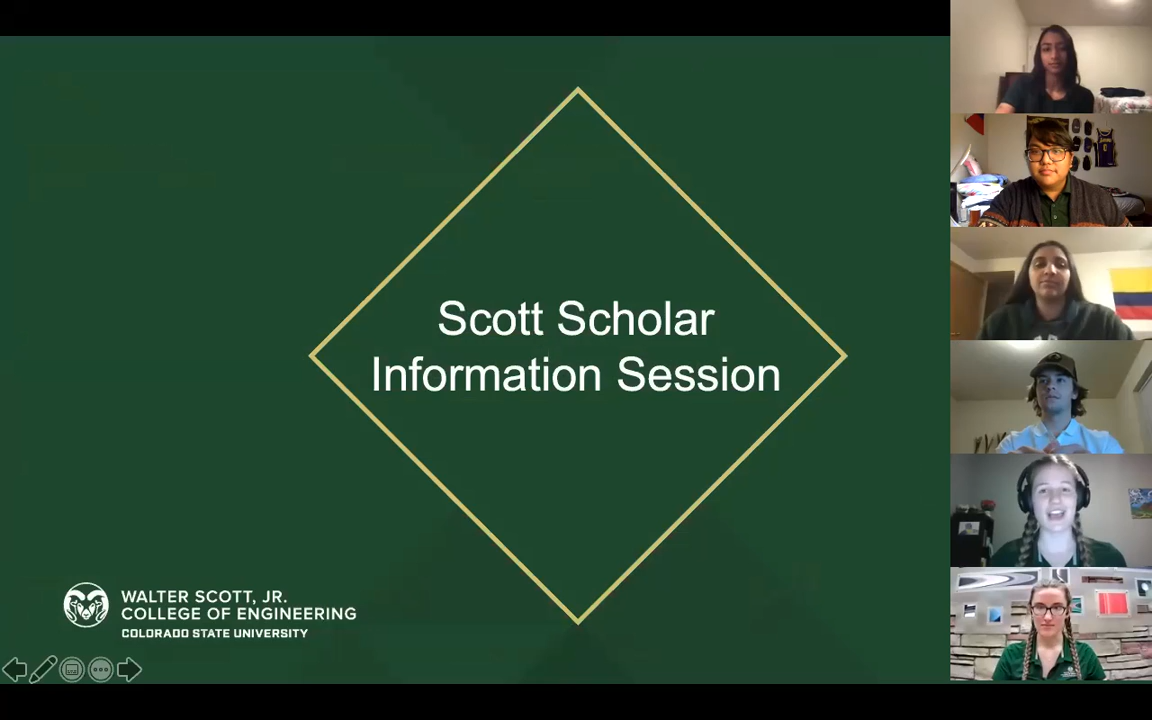 Scott Scholar
Information Session
WALTER SCOTT, JR.
COLLEGE OF ENGINEERING
COLORADO STATE UNIVERSITY